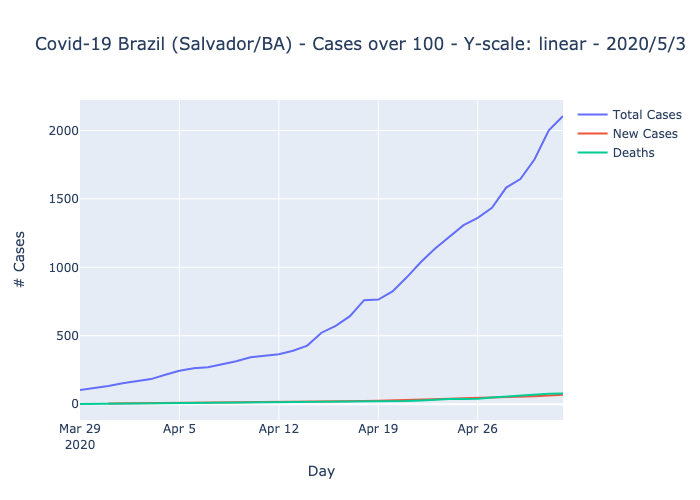 Covid-19 Brazil (Salvador/BA) - Cases over 100 - Y-scale: linear - 2020/5/3
Total Cases
New Cases
Deaths
# Cases
2000
1500
1000
500
0
Mar 29
2020
Apr 5
Apr 12
Apr 19
Apr 26
Day